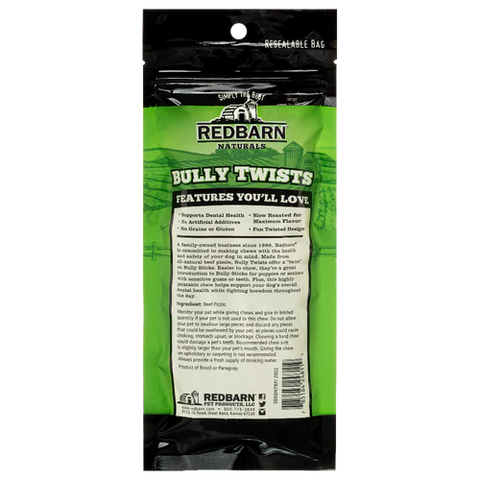 RESEALABLE BAG
SIMPLY THE BEST
REDBARN
NATURALS
BULLY TWISTS
FEATURES YOU'LL LOVE
• Supports Dental Health
• No Artificial Additives
• No Grains or Gluten
• Slow Roasted for
Maximum Flavor
• Fun Twisted Design
A family-owned business since 1996, Redbarn®
is committed to making chews with the health
and safety of your dog in mind. Made from
all-natural beef pizzle, Bully Twists offer a "twist"
on Bully Sticks. Easier to chew, they're a great
introduction to Bully Sticks for puppies or seniors
with sensitive gums or teeth. Plus, this highly
palatable chew helps support your dog's overall
dental health while fighting boredom throughout
the day.
Ingredient: Beef Pizzle.
Monitor your pet while giving chews and give in limited
quantity if your pet is not used to this chew. Do not allow
your pet to swallow large pieces and discard any pieces
that could be swallowed by your pet, as pieces could cause
choking, stomach upset, or blockage. Chewing a hard chew
could damage a pet's teeth. Recommended chew size
is slightly larger than your pet's mouth. Giving the chew
on upholstery or carpeting is not recommended.
Always provide a fresh supply of drinking water.
Product of Brazil or Paraguay.
REDBARN
PET PRODUCTS, LLC
www.redbarn.com • 800-775-3849
Great Bend, Kansas 67530